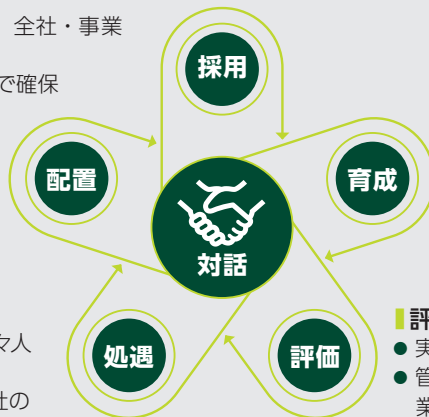 全社・事業
で確保
採用
配置
育成
対話
処遇
評価
人
社の
評
実
管
業